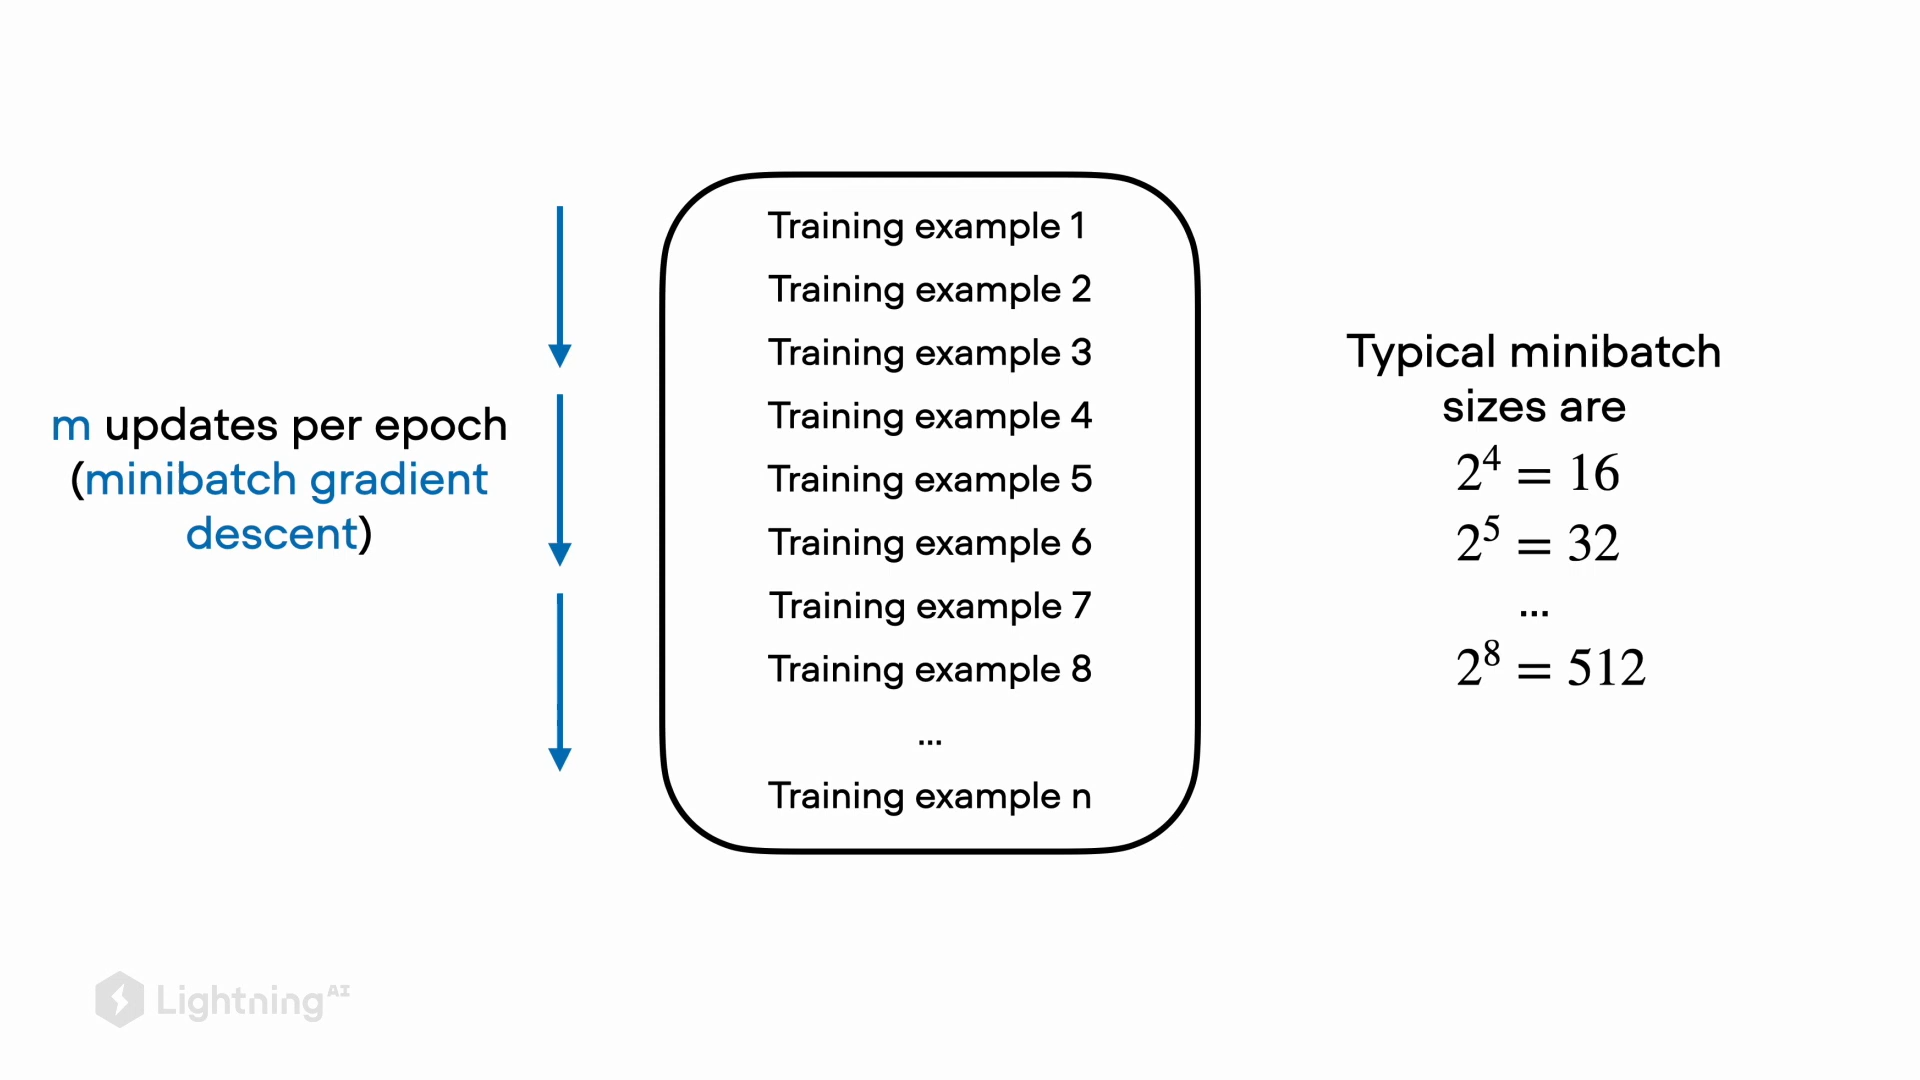 m updates per epoch
(minibatch gradient
descent)
Training example 1
Training example 2
Training example 3
Training example 4
Training example 5
Training example 6
Training example 7
Training example 8
...
Training example n
Typical minibatch
sizes are
2⁴ = 16
2⁵ = 32
...
2⁸ = 512
Lightning AI